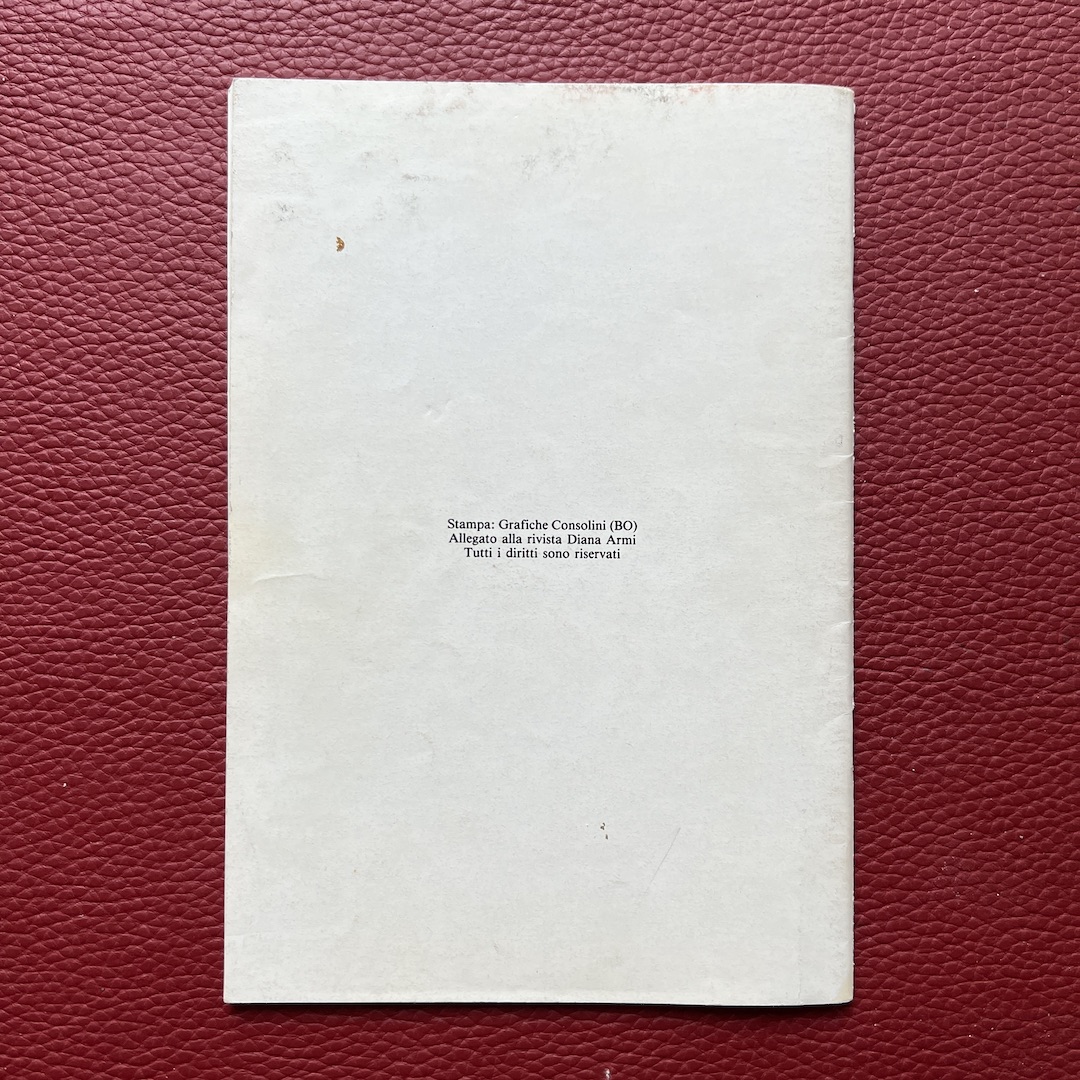 Stampa: Grafiche Consolini (BO)
Allegato alla rivista Diana Armi
Tutti i diritti sono riservati